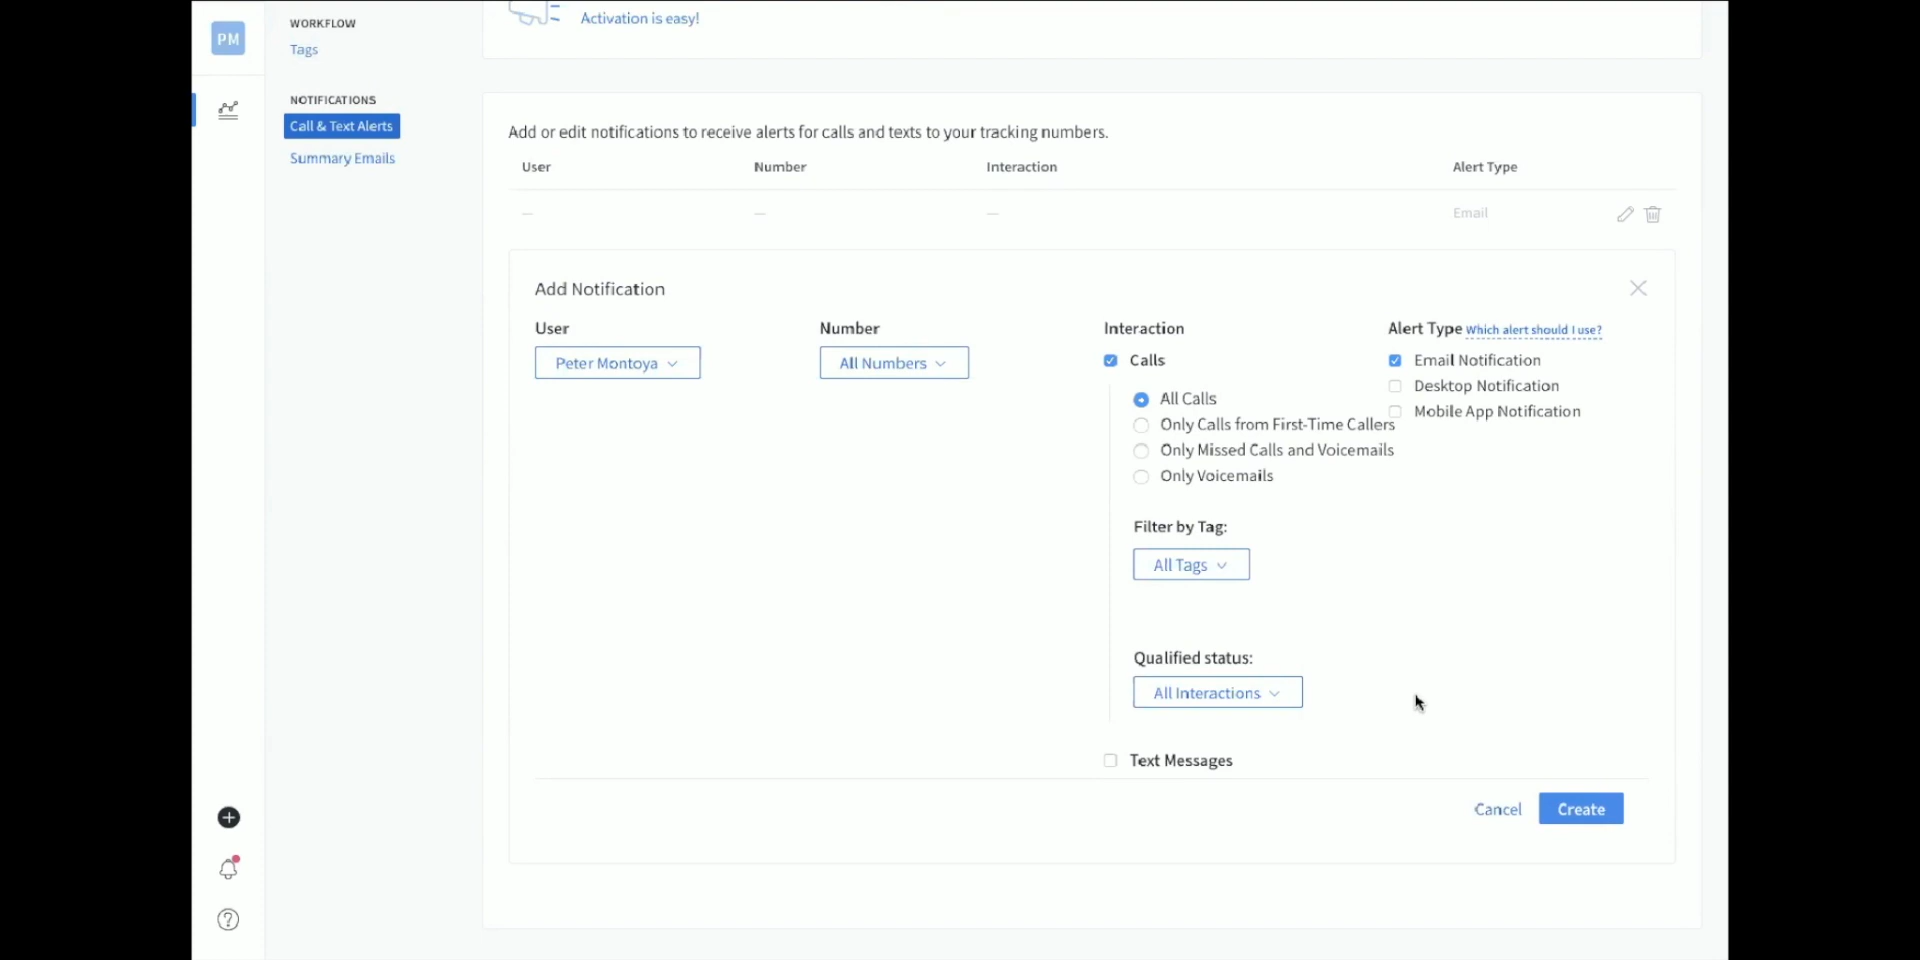 PM
WORKFLOW
Tags
NOTIFICATIONS
Call & Text Alerts
Summary Emails
Activation is easy!
Add or edit notifications to receive alerts for calls and texts to your tracking numbers.
User Number Interaction Alert Type
— — — Email
Add Notification
User
Peter Montoya
Number
All Numbers
Interaction
Calls
All Calls
Only Calls from First-Time Callers
Only Missed Calls and Voicemails
Only Voicemails
Filter by Tag:
All Tags
Qualified status:
All Interactions
Text Messages
Alert Type Which alert should I use?
Email Notification
Desktop Notification
Mobile App Notification
Cancel Create